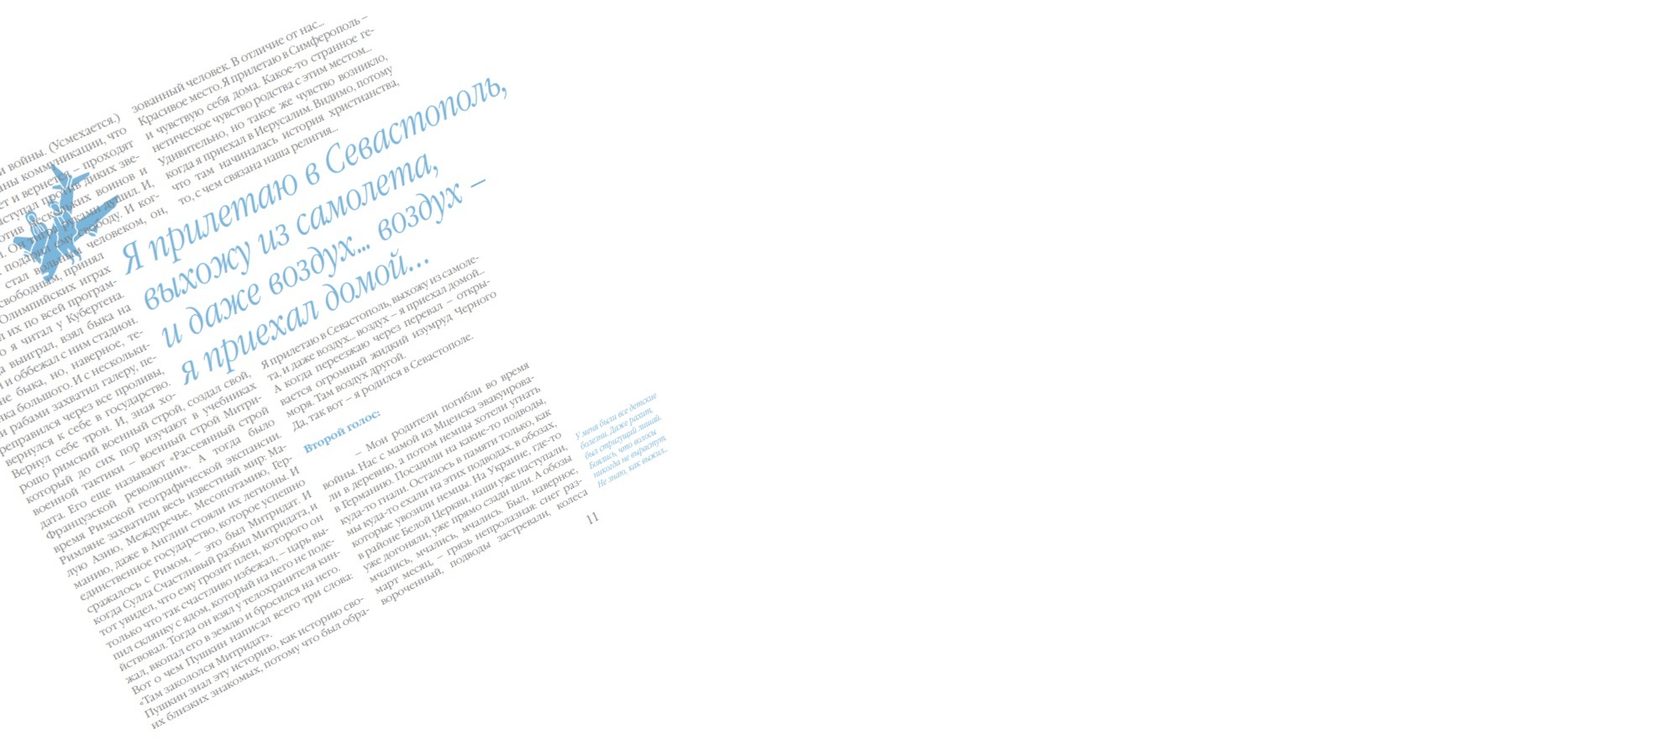 и войны. (Усмехается.)
ны коммуникации, что
ет и вернется – проходят
аступал против диких зве-
отив нескольких воинов и
. Он руками душил. И,
подарил ему свободу. И ког-
стал вольным человеком, он,
свободным, принял
Олимпийских играх
л их по всей програм-
о я читал у Кубертена.
а выиграл, взял быка на
и и оббежал с ним стадион.
не быка, но, наверное, те-
ка большого. И с нескольки-
и рабами захватил галеру, пе-
реправился через все проливы,
вернулся к себе в государство.
Вернул себе трон. И, зная хо-
рошо римский военный строй, создал свой,
который до сих пор изучают в учебниках
военной тактики – военный строй Митри-
дата. Его еще называют «Рассеянный строй
Французской революции». А тогда было
время Римской географической экспансии.
Римляне захватили весь известный мир: Ма-
лую Азию, Междуречье, Месопотамию, Гер-
манию, даже в Англии стояли их легионы. И
единственное государство, которое успешно
сражалось с Римом, – это был Митридат. И
когда Сулла Счастливый разбил Митридата, и
тот увидел, что ему грозит плен, которого он
только что так счастливо избежал, – царь вы-
пил склянку с ядом, который на него не поде-
йствовал. Тогда он взял у телохранителя кин-
жал, вкопал его в землю и бросился на него.
Вот о чем Пушкин написал всего три слова:
«Там закололся Митридат».
Пушкин знал эту историю, как историю сво-
их близких знакомых, потому что был обра-
зованный человек. В отличие от нас...
Красивое место. Я прилетаю в Симферополь –
и чувствую себя дома. Какое-то странное ге-
нетическое чувство родства с этим местом...
Удивительно, но такое же чувство возникло,
когда я приехал в Иерусалим. Видимо, потому
что там начиналась история христианства,
то, с чем связана наша религия...
Я прилетаю в Севастополь,
выхожу из самолета,
и даже воздух... воздух –
я приехал домой...
Я прилетаю в Севастополь, выхожу из самоле-
та, и даже воздух... воздух – я приехал домой...
А когда переезжаю через перевал – откры-
вается огромный жидкий изумруд Черного
моря. Там воздух другой.
Да, так вот – я родился в Севастополе.
Второй голос:
– Мои родители погибли во время
войны. Нас с мамой из Мценска эвакуирова-
ли в деревню, а потом немцы хотели угнать
в Германию. Посадили на какие-то подводы,
куда-то гнали. Осталось в памяти только, как
мы куда-то ехали на этих подводах, в обозах,
которые увозили немцы. На Украине, где-то
в районе Белой Церкви, наши уже наступали,
уже догоняли, уже прямо сзади шли. А обозы
мчались, мчались, мчались. Был, наверное,
март месяц – грязь непролазная: снег раз-
вороченный, подводы застревали, колеса
У меня были все детские
болезни. Даже рахит,
был стригущий лишай.
Боялись, что волосы
никогда не вырастут.
Не знаю, как выжил...
11